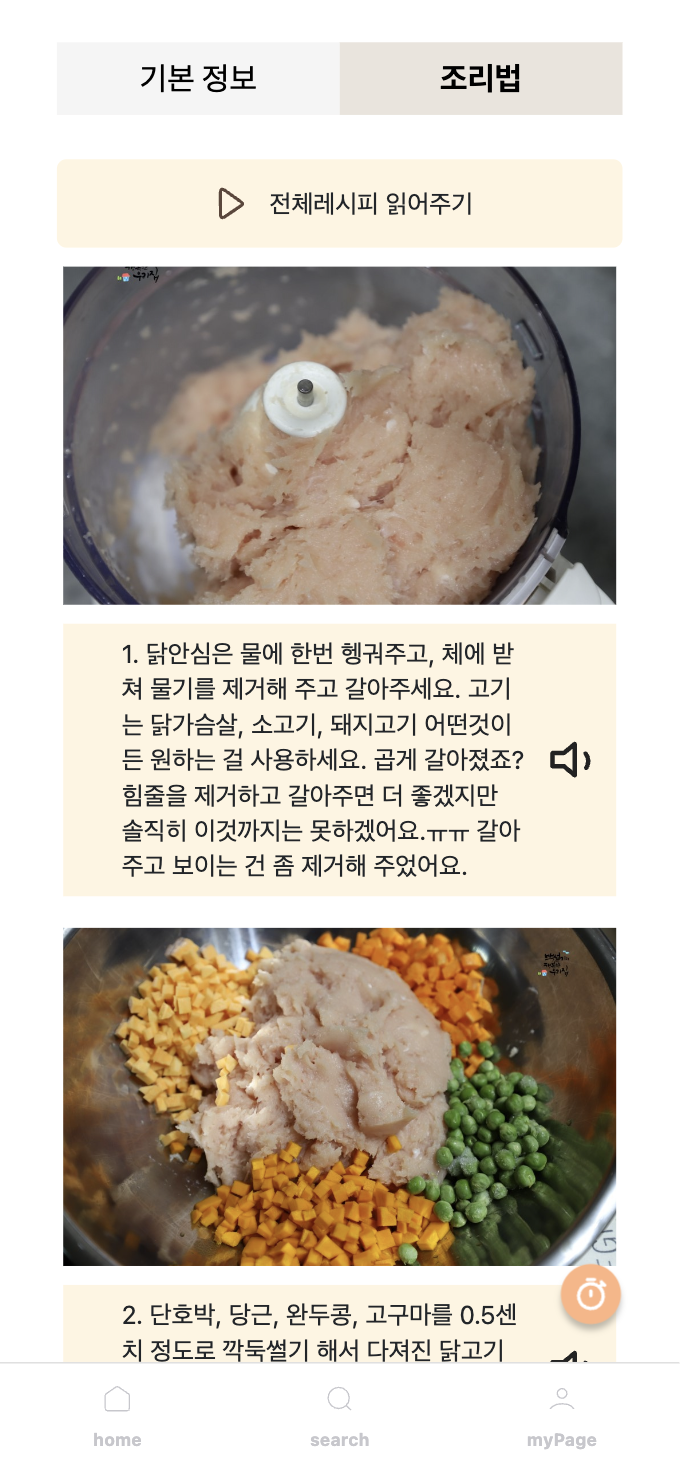 기본 정보
조리법
전체레시피 읽어주기
우리집
1. 닭안심은 물에 한번 헹궈주고, 체에 받
쳐 물기를 제거해 주고 갈아주세요. 고기
는 닭가슴살, 소고기, 돼지고기 어떤것이
든 원하는 걸 사용하세요. 곱게 갈아졌죠?
힘줄을 제거하고 갈아주면 더 좋겠지만
솔직히 이것까지는 못하겠어요.ㅠㅠ 갈아
주고 보이는 건 좀 제거해 주었어요.
우리집
2. 단호박, 당근, 완두콩, 고구마를 0.5센
치 정도로 깍둑썰기 해서 다져진 닭고기
home
search
myPage